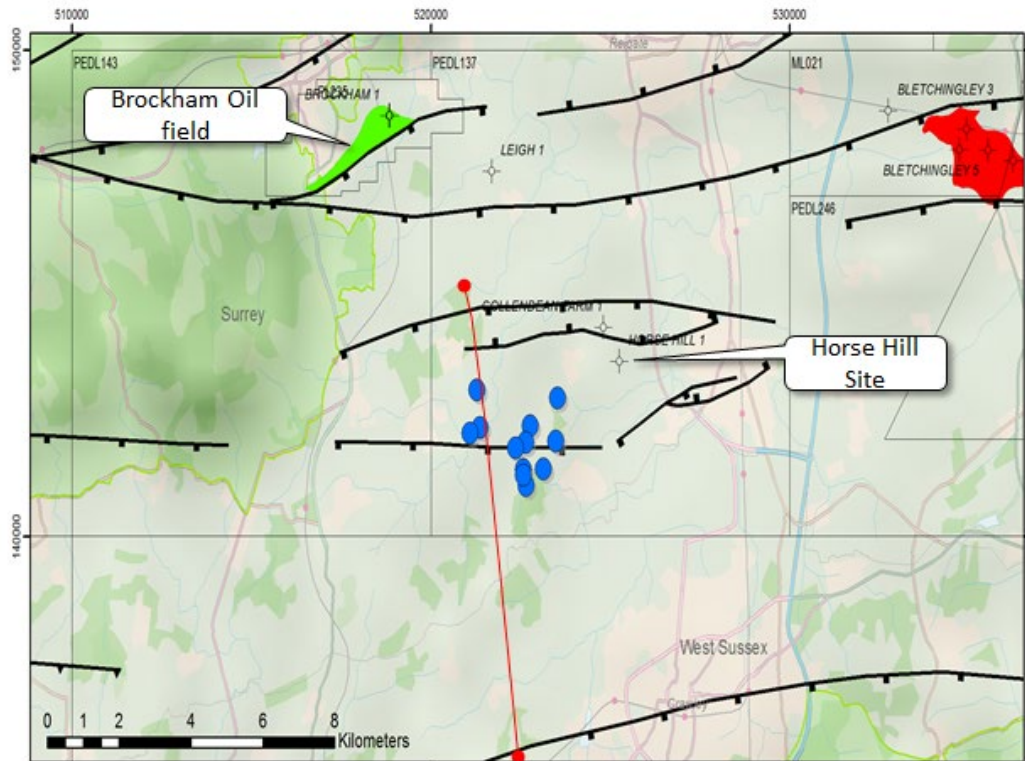 510000
520000
530000
150000
140000
PEDL143
PEDL137
ML021
Reigate
BROCKHAM 1
Brockham Oil
field
LEIGH 1
BLETCHINGLEY 3
BLETCHINGLEY 5
PEDL246
Surrey
COLLENDEAN FARM 1
HORSE HILL 1
Horse Hill
Site
West Sussex
Crawley
0 1 2 4 6 8
Kilometers